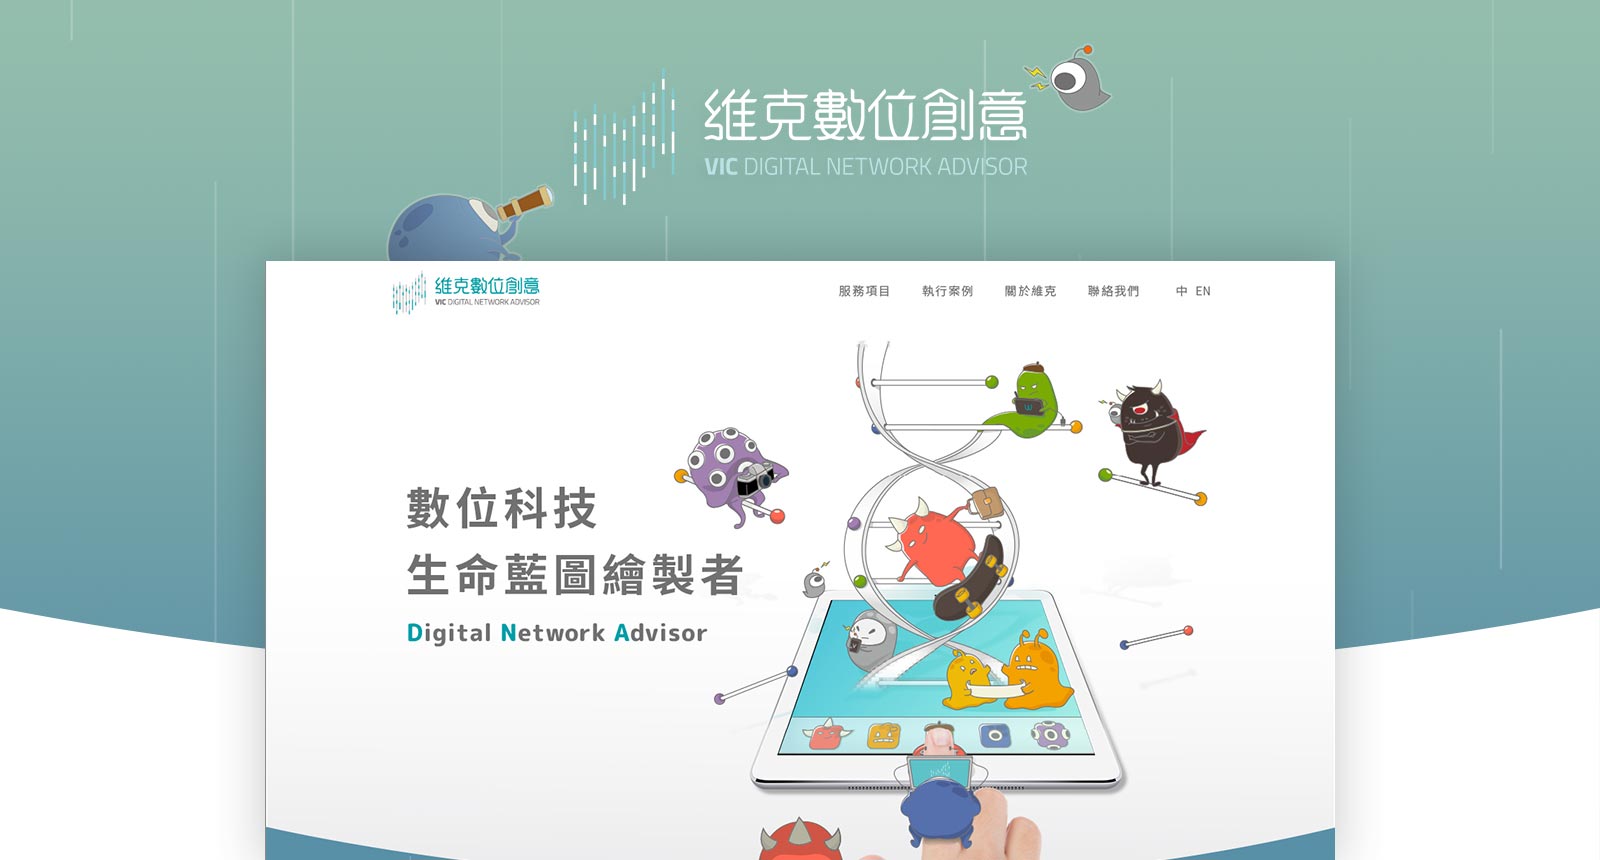 維克數位創意
VIC DIGITAL NETWORK ADVISOR
維克數位創意
VIC DIGITAL NETWORK ADVISOR
服務項目 執行案例 關於維克 聯絡我們 中 EN
數位科技
生命藍圖繪製者
Digital Network Advisor